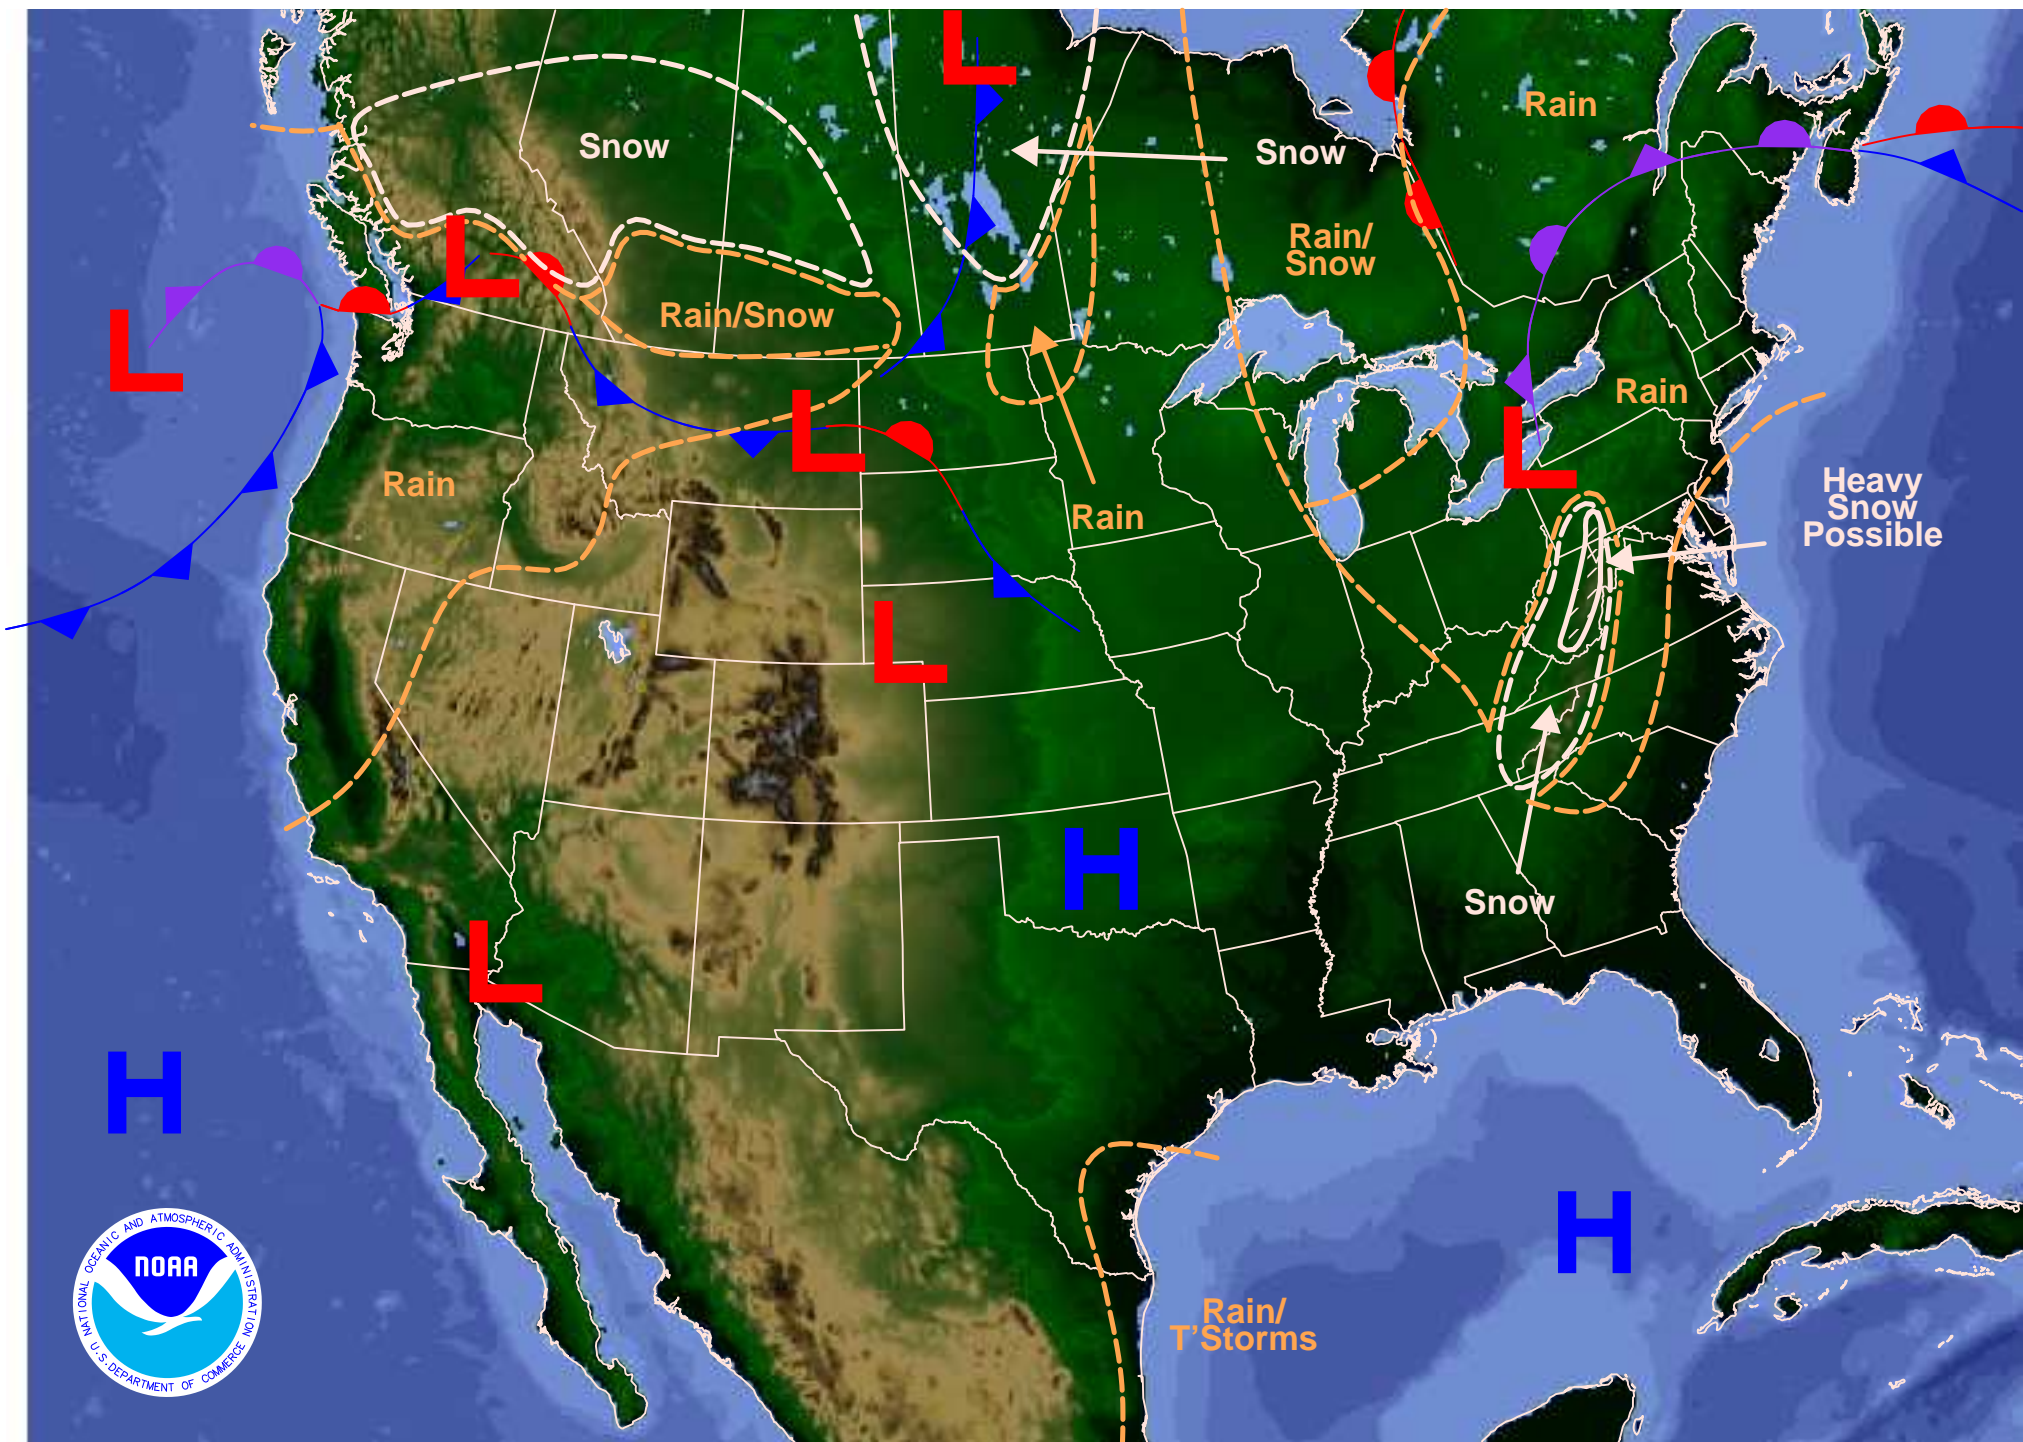 L
Rain
Snow
Snow
Rain/
Snow
L
Rain/Snow
L
Rain
L
L
Rain
Rain
Heavy
Snow
Possible
L
H
Snow
L
H
H
Rain/
T'Storms
NATIONAL OCEANIC AND ATMOSPHERIC ADMINISTRATION
NOAA
U.S. DEPARTMENT OF COMMERCE